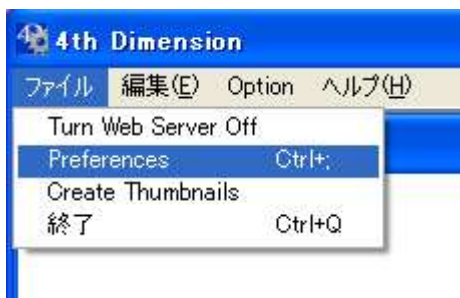 4th Dimension
ファイル 編集(E) Option ヘルプ(H)
Turn Web Server Off
Preferences Ctrl+;
Create Thumbnails
終了 Ctrl+Q